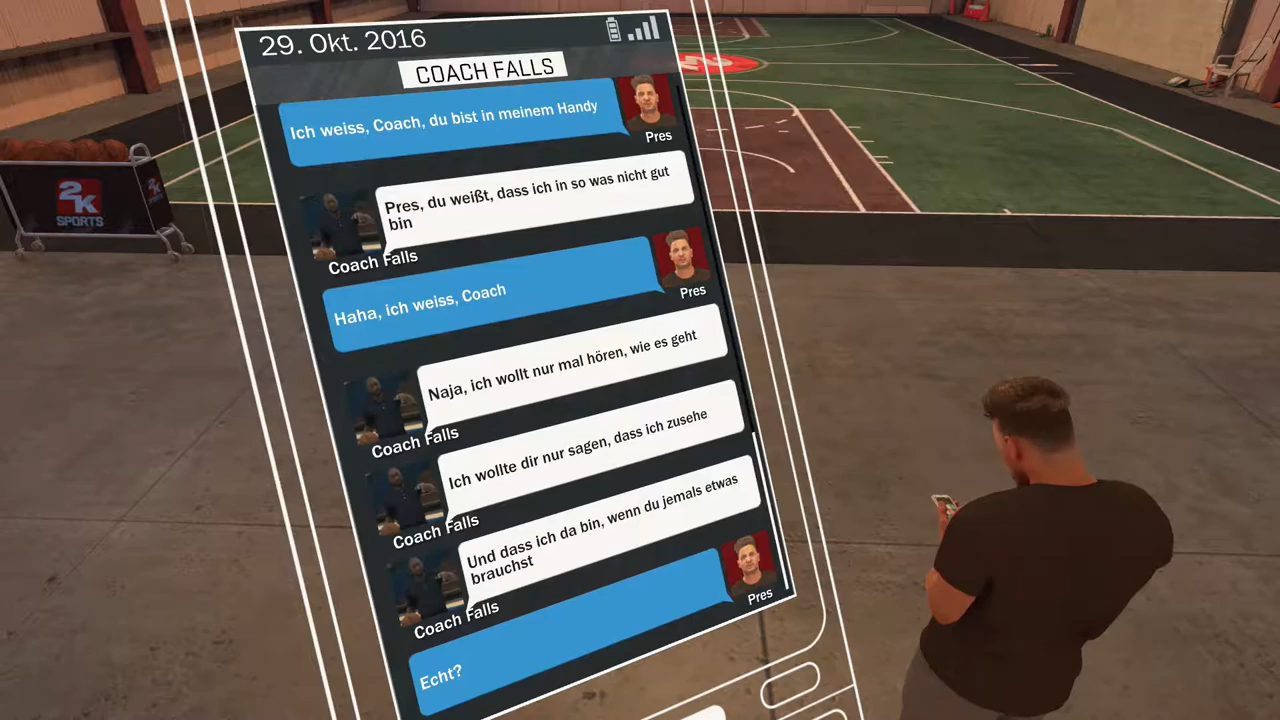 29. Okt. 2016
COACH FALLS
Ich weiss, Coach, du bist in meinem Handy
Pres
Pres, du weißt, dass ich in so was nicht gut
bin
Coach Falls
Haha, ich weiss, Coach
Pres
Naja, ich wollt nur mal hören, wie es geht
Coach Falls
Ich wollte dir nur sagen, dass ich zusehe
Coach Falls
Und dass ich da bin, wenn du jemals etwas
brauchst
Coach Falls
Echt?
Pres
2K
SPORTS
2K
2K